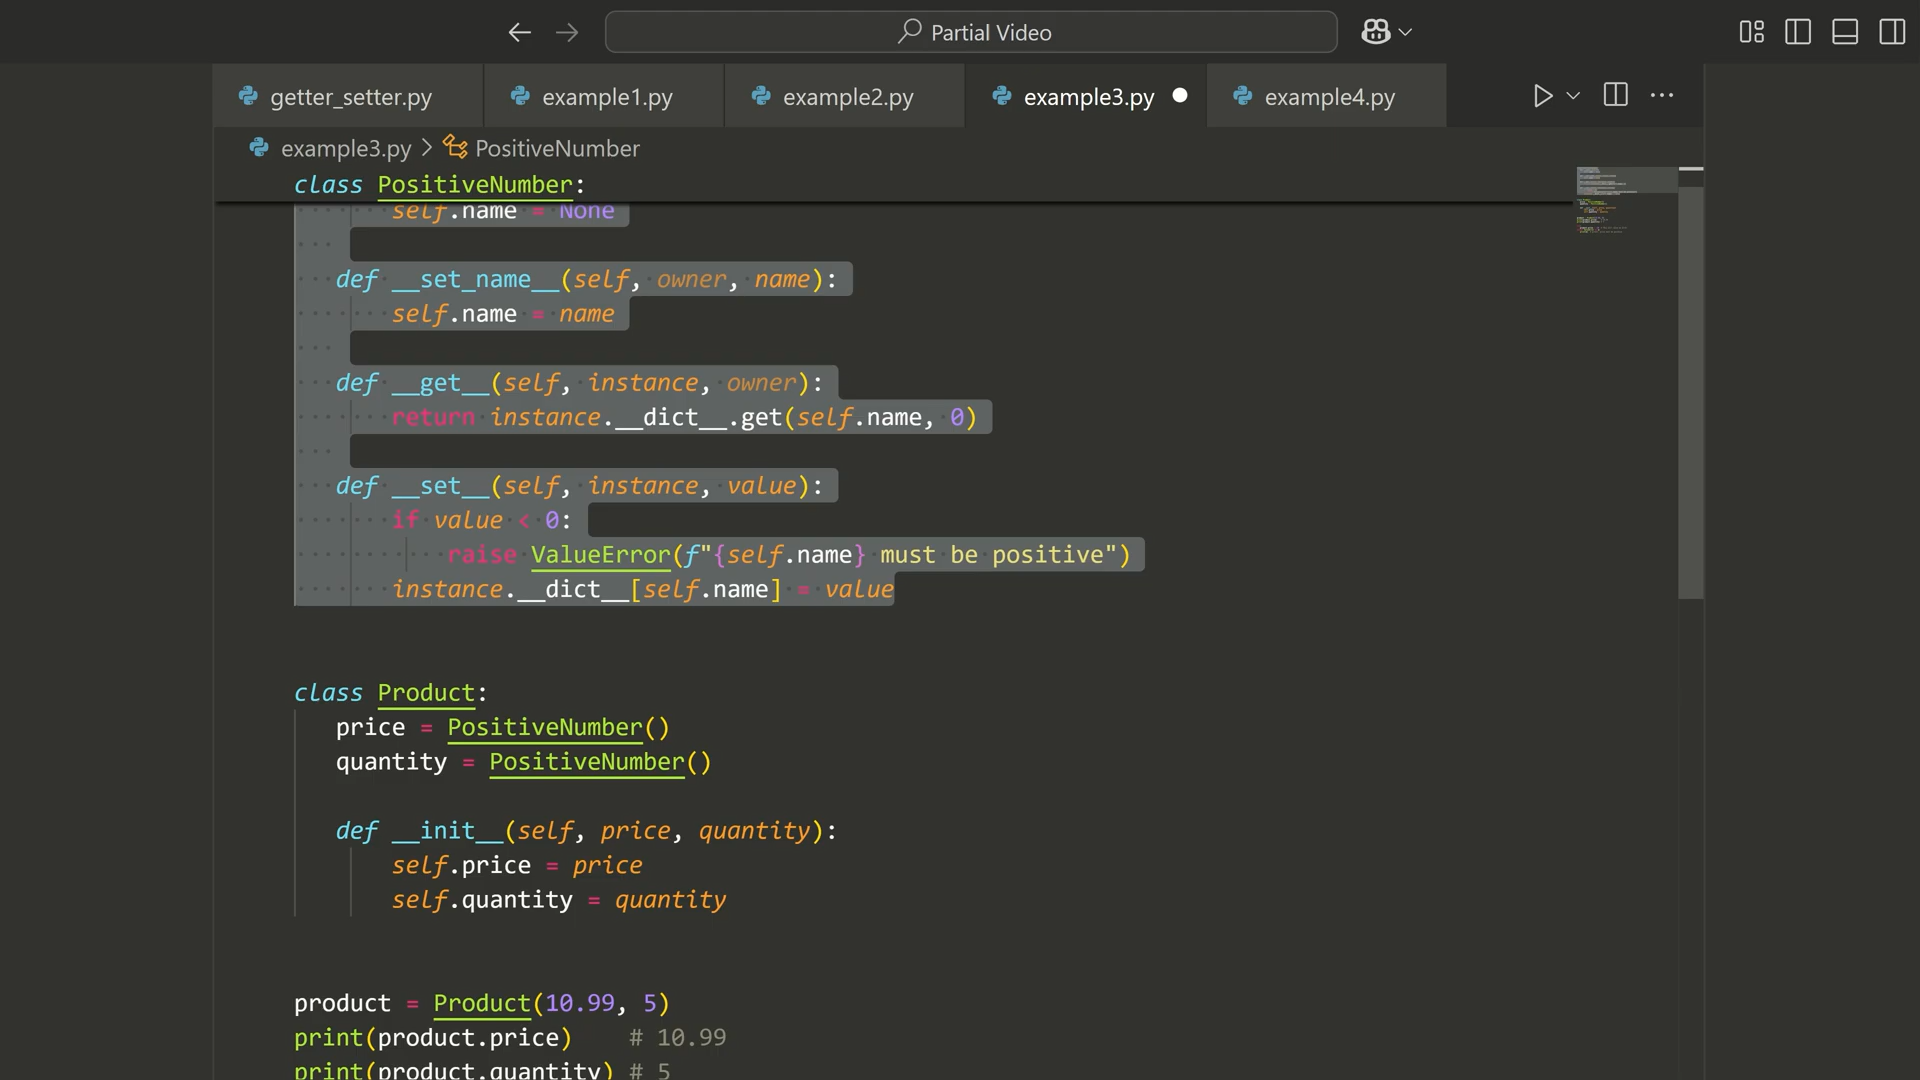 Partial Video
getter_setter.py
example1.py
example2.py
example3.py
example4.py
example3.py > PositiveNumber
class PositiveNumber:
self.name = None
def __set_name__(self, owner, name):
self.name = name
def __get__(self, instance, owner):
return instance.__dict__.get(self.name, 0)
def __set__(self, instance, value):
if value < 0:
raise ValueError(f"{self.name} must be positive")
instance.__dict__[self.name] = value
class Product:
price = PositiveNumber()
quantity = PositiveNumber()
def __init__(self, price, quantity):
self.price = price
self.quantity = quantity
product = Product(10.99, 5)
print(product.price) # 10.99
print(product.quantity) # 5